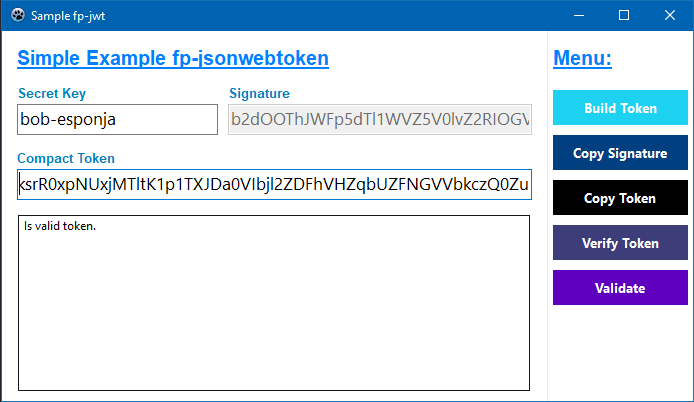 Sample fp-jwt
Simple Example fp-jsonwebtoken
Menu:
Secret Key
Signature
bob-esponja
b2dOOThJWFp5dTl1WVZ5V0lvZ2RIOGV
Compact Token
ksrR0xpNUxjMTltK1p1TXJDa0VIbjl2ZDFhVHZqbUZFNGVVbkczQ0Zu
Is valid token.
Build Token
Copy Signature
Copy Token
Verify Token
Validate